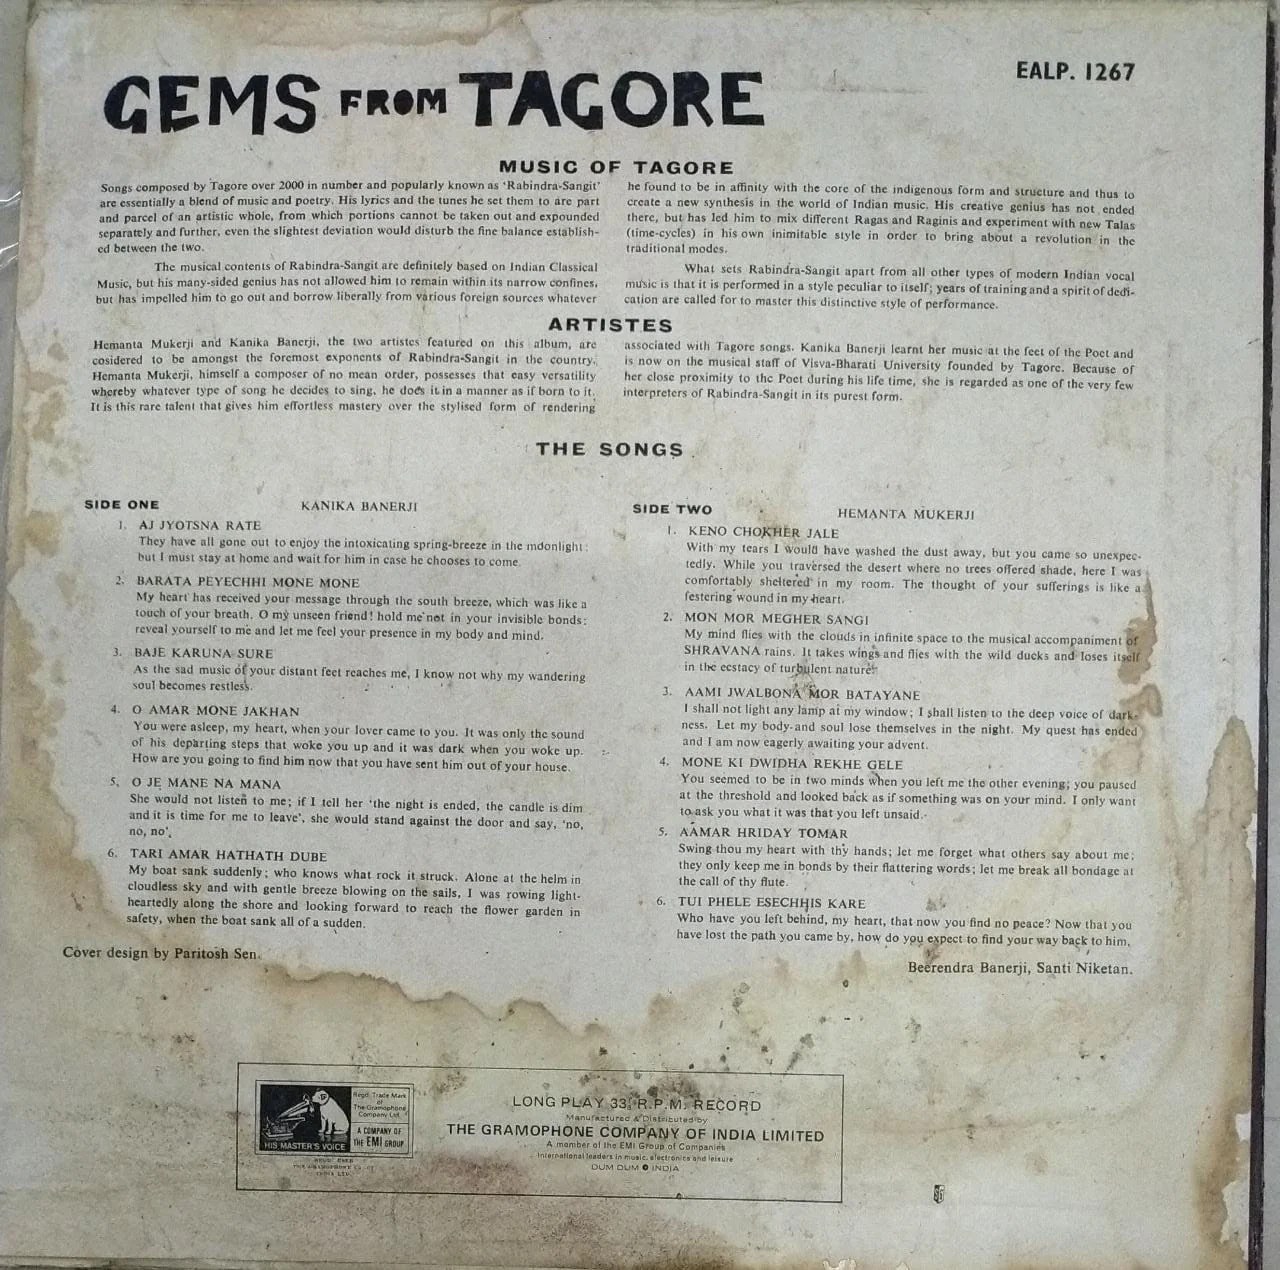 GEMS FROM TAGORE
EALP. 1267
MUSIC OF TAGORE
Songs composed by Tagore over 2000 in number and popularly known as ‘Rabindra-Sangit’
are essentially a blend of music and poetry. His lyrics and the tunes he set them to are part
and parcel of an artistic whole, from which portions cannot be taken out and expounded
separately and further, even the slightest deviation would disturb the fine balance establish-
ed between the two.
The musical contents of Rabindra-Sangit are definitely based on Indian Classical
Music, but his many-sided genius has not allowed him to remain within its narrow confines,
but has impelled him to go out and borrow liberally from various foreign sources whatever
he found to be in affinity with the core of the indigenous form and structure and thus to
create a new synthesis in the world of Indian music. His creative genius has not ended
there, but has led him to mix different Ragas and Raginis and experiment with new Talas
(time-cycles) in his own inimitable style in order to bring about a revolution in the
traditional modes.
What sets Rabindra-Sangit apart from all other types of modern Indian vocal
music is that it is performed in a style peculiar to itself; years of training and a spirit of dedi-
cation are called for to master this distinctive style of performance.
ARTISTES
Hemanta Mukerji and Kanika Banerji, the two artistes featured on this album, are
cosidered to be amongst the foremost exponents of Rabindra-Sangit in the country.
Hemanta Mukerji, himself a composer of no mean order, possesses that easy versatility
whereby whatever type of song he decides to sing, he does it in a manner as if born to it.
It is this rare talent that gives him effortless mastery over the stylised form of rendering
associated with Tagore songs. Kanika Banerji learnt her music at the feet of the Poet and
is now on the musical staff of Visva-Bharati University founded by Tagore. Because of
her close proximity to the Poet during his life time, she is regarded as one of the very few
interpreters of Rabindra-Sangit in its purest form.
THE SONGS
SIDE ONE KANIKA BANERJI
1. AJ JYOTSNA RATE
They have all gone out to enjoy the intoxicating spring-breeze in the moonlight:
but I must stay at home and wait for him in case he chooses to come.
2. BARATA PEYECHHI MONE MONE
My heart has received your message through the south breeze, which was like a
touch of your breath. O my unseen friend! hold me not in your invisible bonds;
reveal yourself to me and let me feel your presence in my body and mind.
3. BAJE KARUNA SURE
As the sad music of your distant feet reaches me, I know not why my wandering
soul becomes restless.
4. O AMAR MONE JAKHAN
You were asleep, my heart, when your lover came to you. It was only the sound
of his departing steps that woke you up and it was dark when you woke up.
How are you going to find him now that you have sent him out of your house.
5. O JE MANE NA MANA
She would not listen to me; if I tell her ‘the night is ended, the candle is dim
and it is time for me to leave’, she would stand against the door and say, ‘no,
no, no’.
6. TARI AMAR HATHATH DUBE
My boat sank suddenly; who knows what rock it struck. Alone at the helm in
cloudless sky and with gentle breeze blowing on the sails, I was rowing light-
heartedly along the shore and looking forward to reach the flower garden in
safety, when the boat sank all of a sudden.
Cover design by Paritosh Sen.
SIDE TWO HEMANTA MUKERJI
1. KENO CHOKHER JALE
With my tears I would have washed the dust away, but you came so unexpec-
tedly. While you traversed the desert where no trees offered shade, here I was
comfortably sheltered in my room. The thought of your sufferings is like a
festering wound in my heart.
2. MON MOR MEGHER SANGI
My mind flies with the clouds in infinite space to the musical accompaniment of
SHRAVANA rains. It takes wings and flies with the wild ducks and loses itself
in the ecstacy of turbulent nature.
3. AAMI JWALBONA MOR BATAYANE
I shall not light any lamp at my window; I shall listen to the deep voice of dark-
ness. Let my body and soul lose themselves in the night. My quest has ended
and I am now eagerly awaiting your advent.
4. MONE KI DWIDHA REKHE GELE
You seemed to be in two minds when you left me the other evening; you paused
at the threshold and looked back as if something was on your mind. I only want
to ask you what it was that you left unsaid.
5. AAMAR HRIDAY TOMAR
Swing thou my heart with thy hands; let me forget what others say about me;
they only keep me in bonds by their flattering words; let me break all bondage at
the call of thy flute.
6. TUI PHELE ESECHHIS KARE
Who have you left behind, my heart, that now you find no peace? Now that you
have lost the path you came by, how do you expect to find your way back to him.
Beerendra Banerji, Santi Niketan.
HIS MASTER'S VOICE
Regd. Trade Mark
of
The Gramophone
Company Ltd.
A COMPANY OF
THE EMI GROUP
LONG PLAY 33⅓ R.P.M. RECORD
Manufactured & Distributed by
THE GRAMOPHONE COMPANY OF INDIA LIMITED
A member of the EMI Group of Companies
International leaders in music, electronics and leisure
DUM DUM INDIA